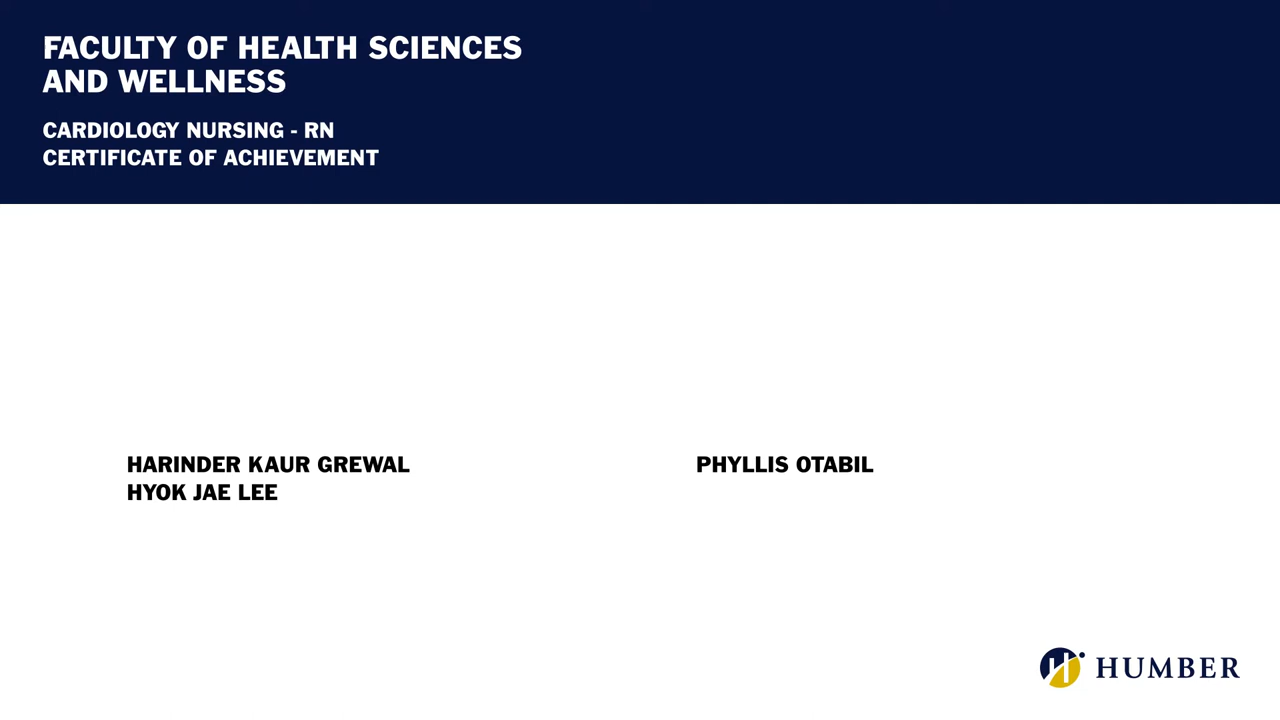 FACULTY OF HEALTH SCIENCES
AND WELLNESS
CARDIOLOGY NURSING - RN
CERTIFICATE OF ACHIEVEMENT
HARINDER KAUR GREWAL
HYOK JAE LEE
PHYLLIS OTABIL
HUMBER